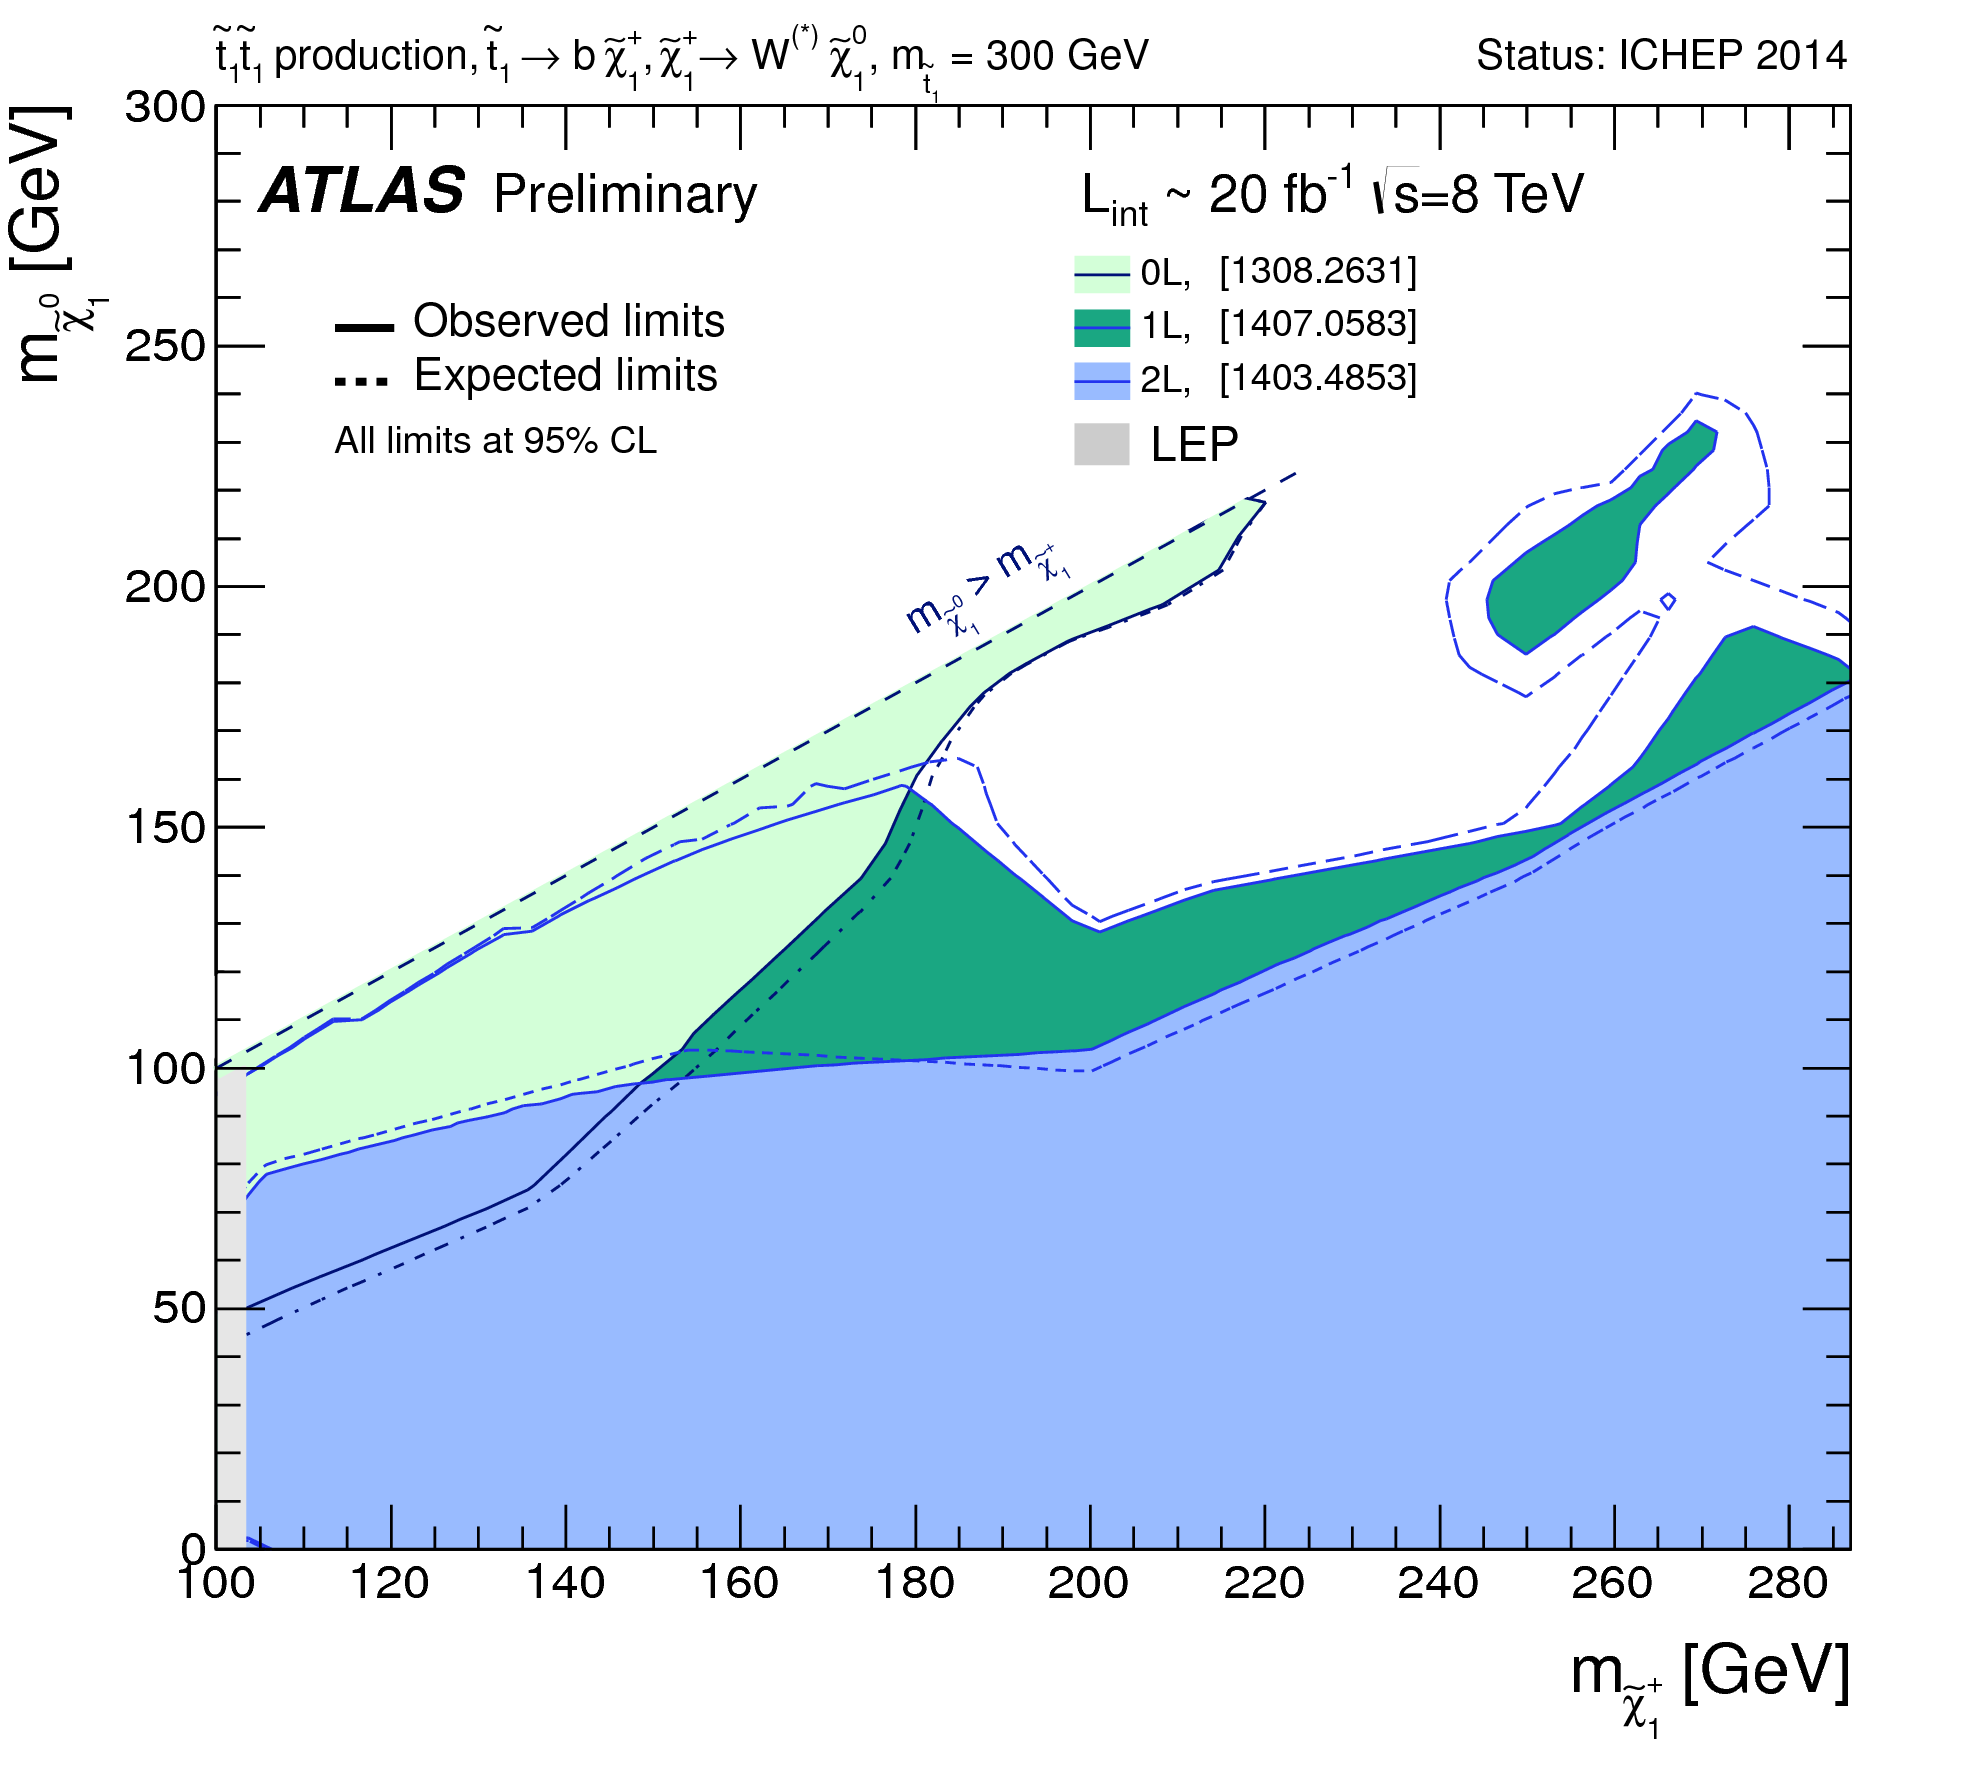 t̃₁t̃₁ production, t̃₁ → b χ̃₁⁺, χ̃₁⁺ → W⁽*⁾ χ̃₁⁰, m_t̃₁ = 300 GeV
Status: ICHEP 2014
m_χ̃₁⁰ [GeV]
300
250
200
150
100
50
0
ATLAS Preliminary
L_int ~ 20 fb⁻¹ √s=8 TeV
Observed limits
Expected limits
All limits at 95% CL
0L, [1308.2631]
1L, [1407.0583]
2L, [1403.4853]
LEP
m_χ̃₁⁰ > m_χ̃₁⁺
100 120 140 160 180 200 220 240 260 280
m_χ̃₁⁺ [GeV]